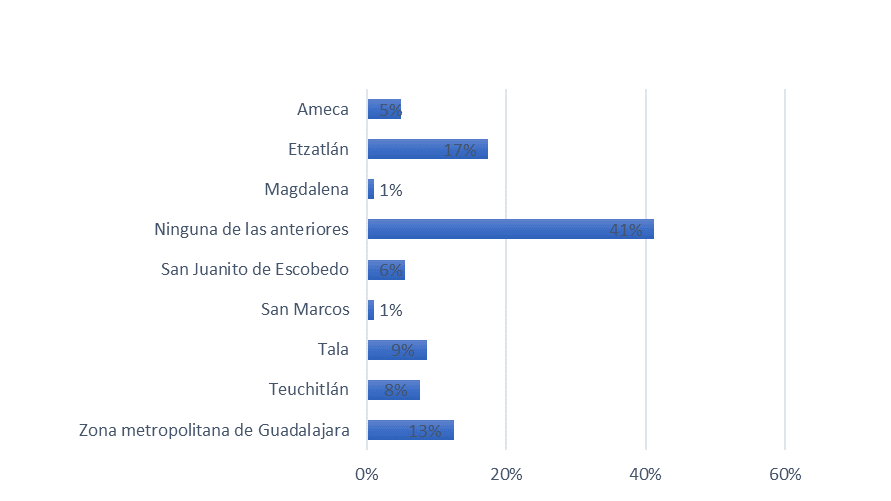 Ameca 5%
Etzatlán 17%
Magdalena 1%
Ninguna de las anteriores 41%
San Juanito de Escobedo 6%
San Marcos 1%
Tala 9%
Teuchitlán 8%
Zona metropolitana de Guadalajara 13%
0% 20% 40% 60%